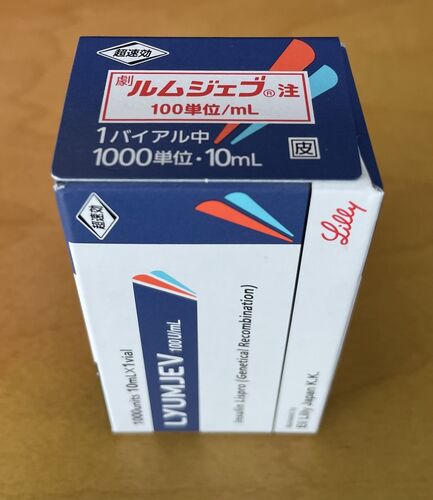 超速効
劇 ルムジェブ®注
100単位/mL
1バイアル中
1000単位・10mL
皮
超速効
1000units 10mL×1vial
LYUMJEV 100U/mL
Insulin Lispro (Genetical Recombination)
Lilly
Eli Lilly Japan K.K.